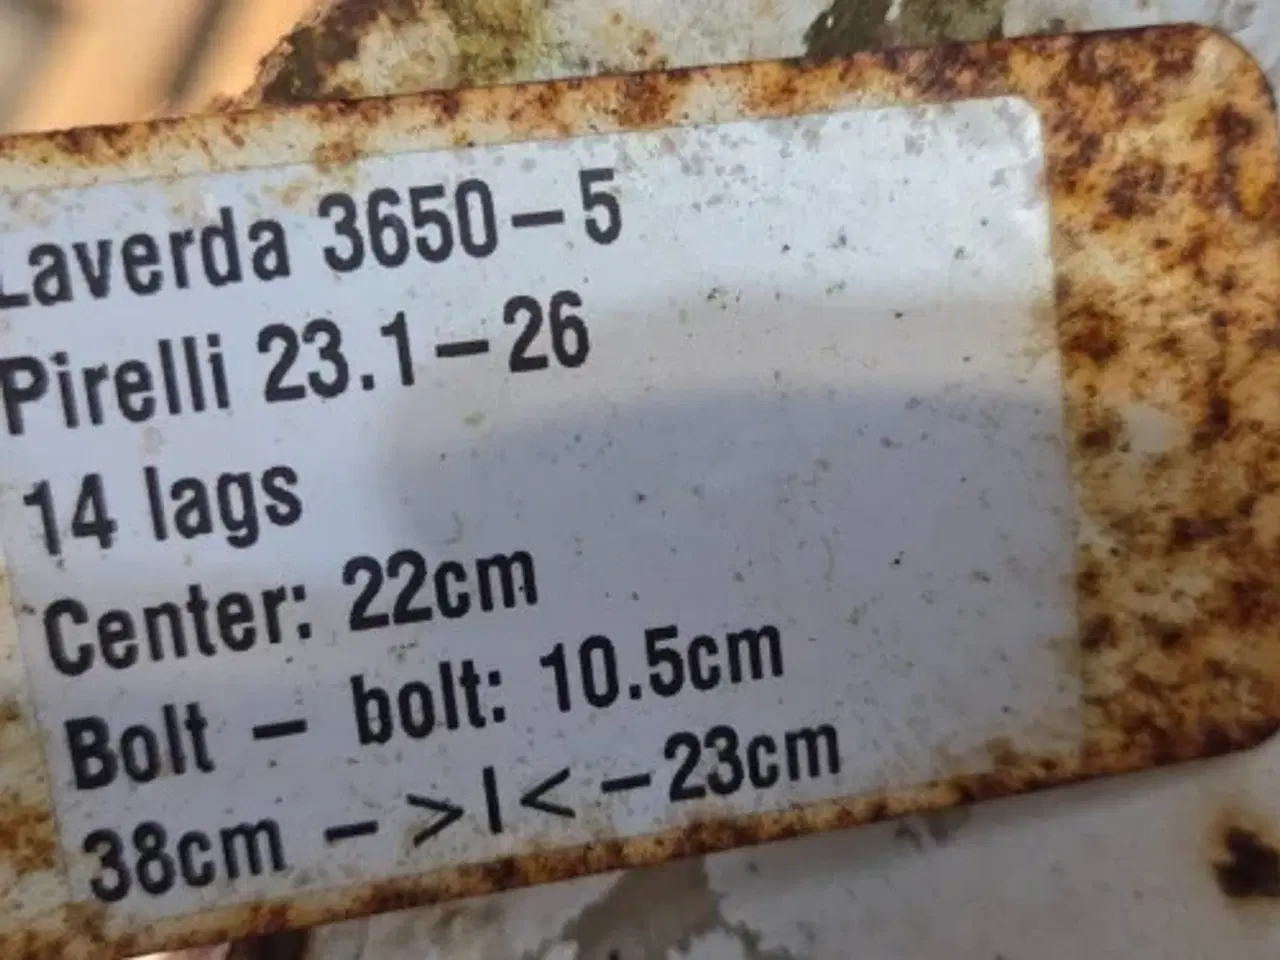 Laverda 3650-5
Pirelli 23.1-26
14 lags
Center: 22cm
Bolt - bolt: 10.5cm
38cm ->|<-23cm